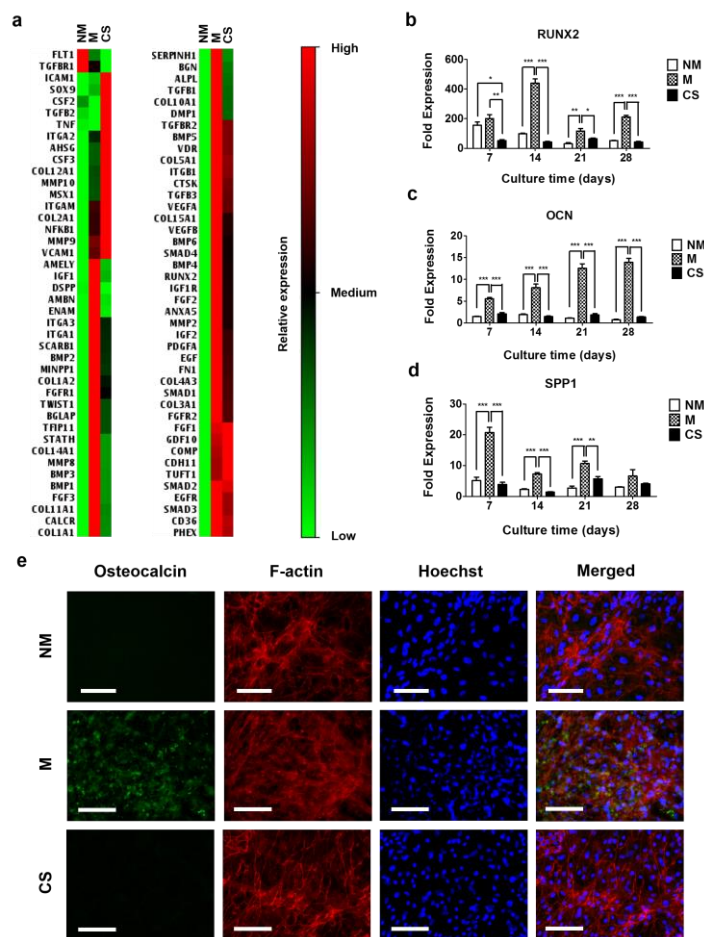 a
NM M CS
FLT1
TGFBR1
ICAM1
SOX9
CSF2
TGFB2
TNF
ITGA2
AHSG
CSF3
COL12A1
MMP10
MSX1
ITGAM
COL2A1
NFKB1
MMP9
VCAM1
AMELY
IGF1
DSPP
AMBN
ENAM
ITGA3
ITGA1
SCARB1
BMP2
MINPP1
COL1A2
FGFR1
TWIST1
BGLAP
TFIP11
STATH
COL14A1
MMP8
BMP3
BMP1
FGF3
COL11A1
CALCR
COL1A1
NM M CS
SERPINH1
BGN
ALPL
TGFB1
COL10A1
DMP1
TGFBR2
BMP5
VDR
COL5A1
ITGB1
CTSK
TGFB3
VEGFA
COL15A1
VEGFB
BMP6
SMAD4
BMP4
RUNX2
IGF1R
FGF2
ANXA5
MMP2
IGF2
PDGFA
EGF
FN1
COL4A3
SMAD1
COL3A1
FGFR2
FGF1
GDF10
COMP
CDH11
TUFT1
SMAD2
EGFR
SMAD3
CD36
PHEX
Relative expression
High
Medium
Low
b
RUNX2
Fold Expression
600
400
200
0
* ** *** *** ** * *** ***
7 14 21 28
Culture time (days)
NM
M
CS
c
OCN
Fold Expression
20
15
10
5
0
*** *** *** *** *** *** *** ***
7 14 21 28
Culture time (days)
NM
M
CS
d
SPP1
Fold Expression
30
20
10
0
*** *** *** *** *** **
7 14 21 28
Culture time (days)
NM
M
CS
e
Osteocalcin F-actin Hoechst Merged
NM
M
CS